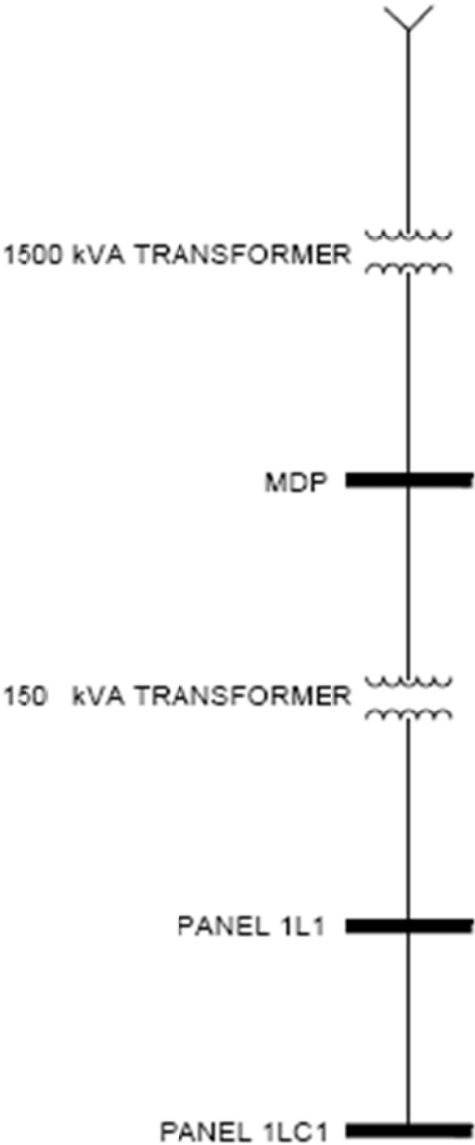 1500 kVA TRANSFORMER
MDP
150 kVA TRANSFORMER
PANEL 1L1
PANEL 1LC1